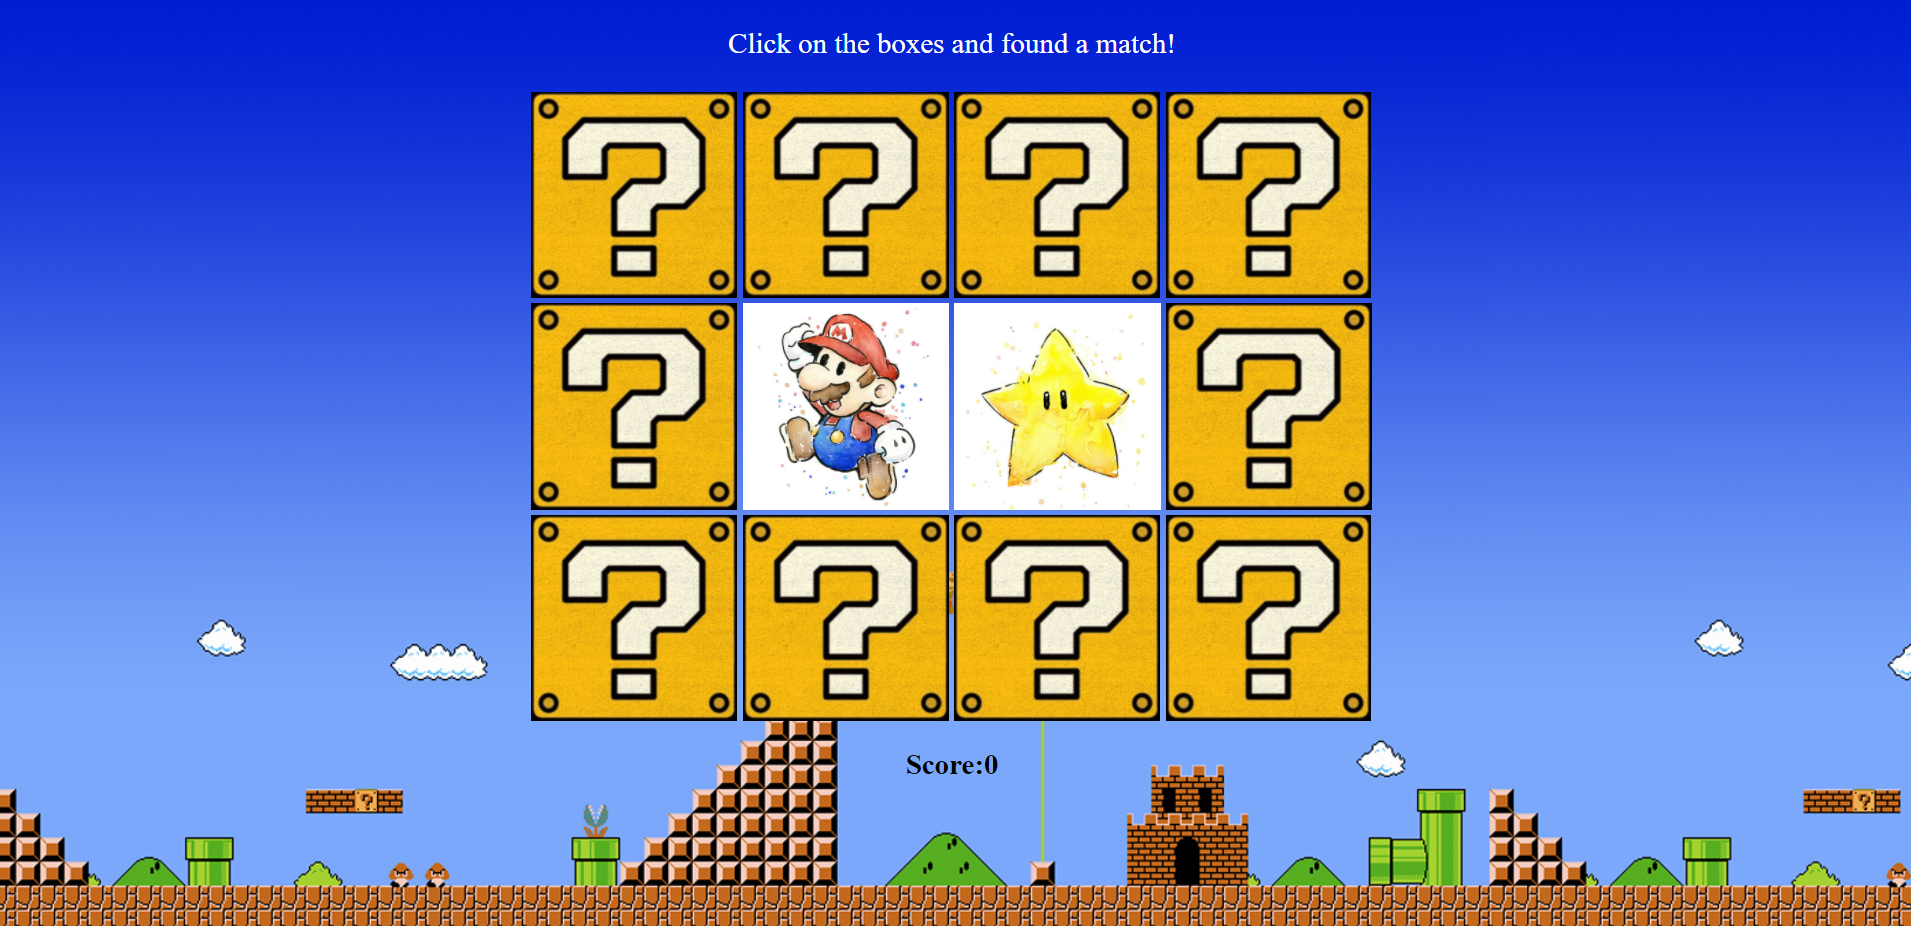 Click on the boxes and found a match!
? ? ? ?
M
? ?
? ? ? ?
Score:0
?
?